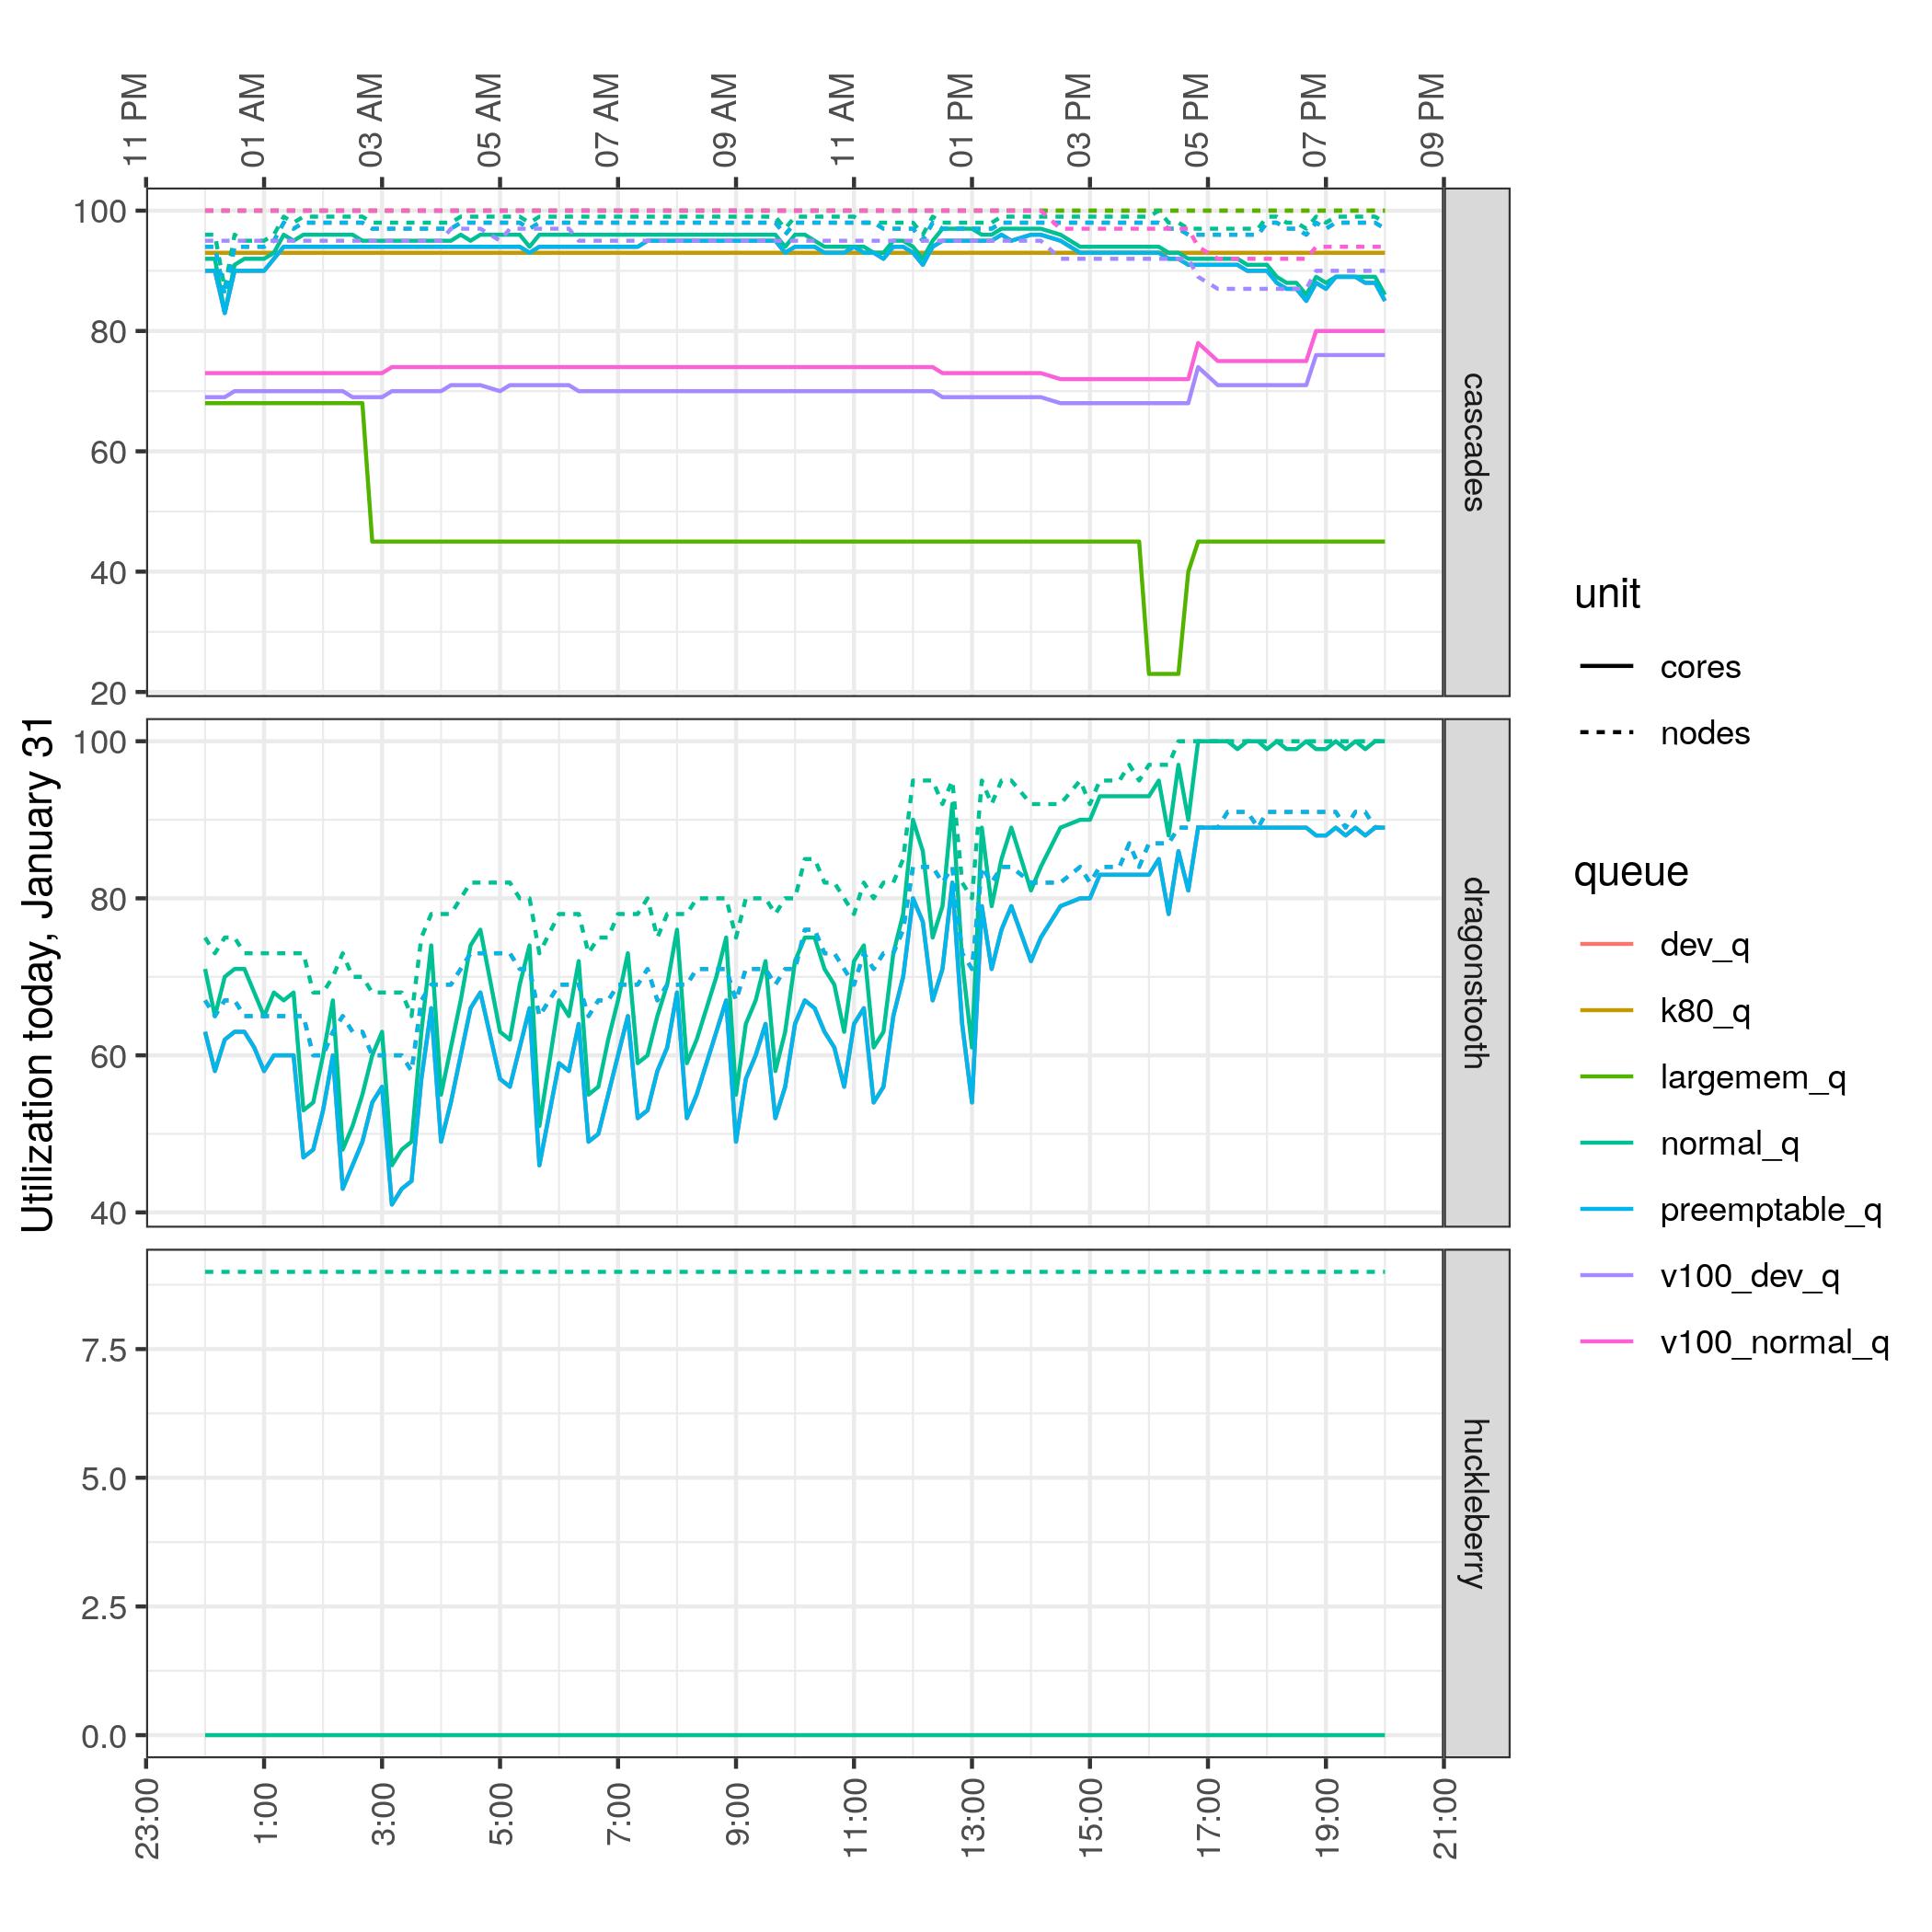 11 PM
01 AM
03 AM
05 AM
07 AM
09 AM
11 AM
01 PM
03 PM
05 PM
07 PM
09 PM
Utilization today, January 31
100
80
60
40
20
cascades
100
80
60
40
dragonstooth
7.5
5.0
2.5
0.0
huckleberry
23:00
1:00
3:00
5:00
7:00
9:00
11:00
13:00
15:00
17:00
19:00
21:00
unit
cores
nodes
queue
dev_q
k80_q
largemem_q
normal_q
preemptable_q
v100_dev_q
v100_normal_q